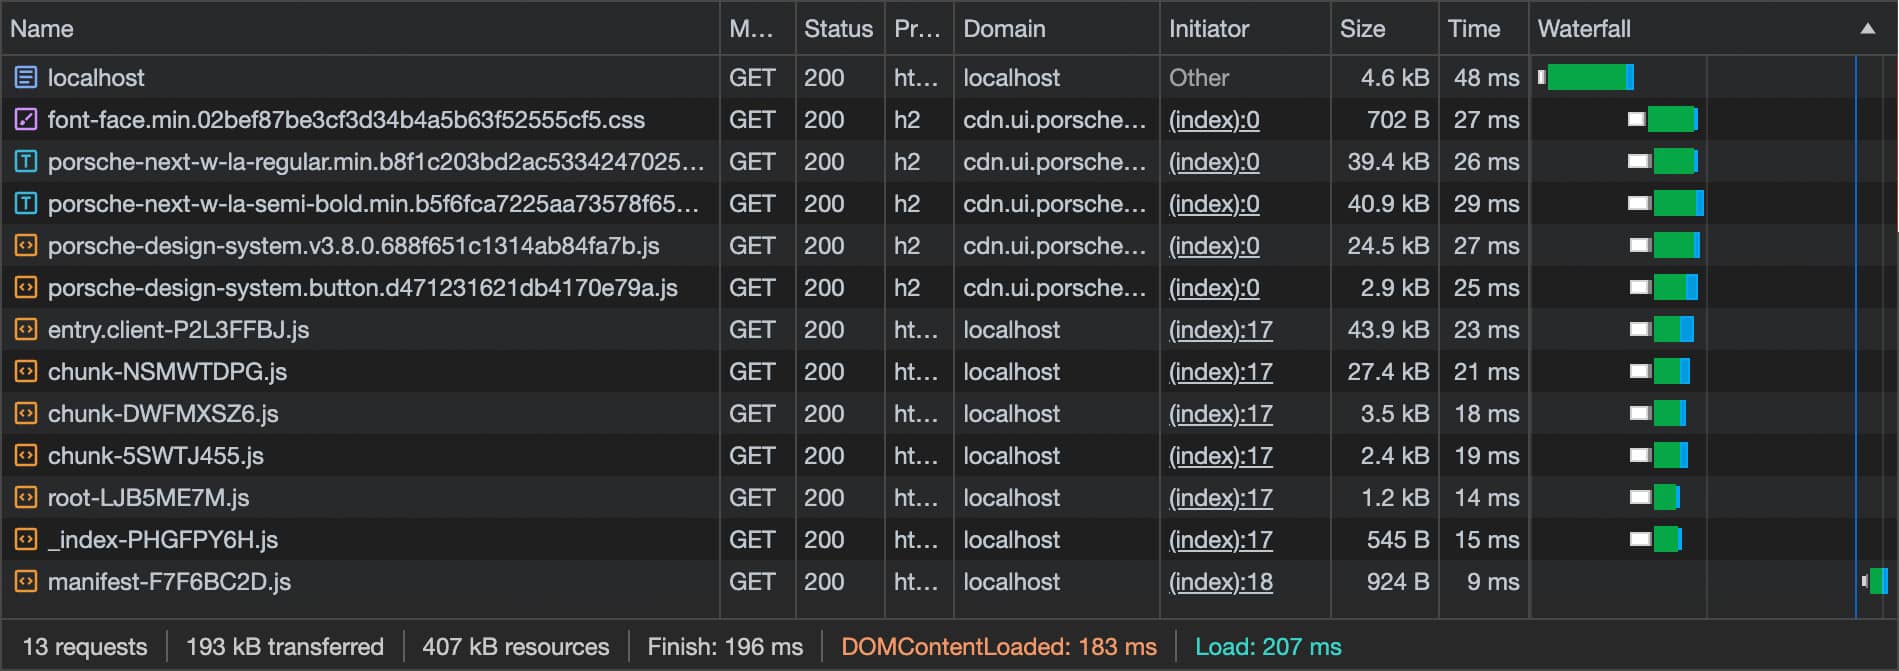 Name M... Status Pr... Domain Initiator Size Time Waterfall
localhost GET 200 ht... localhost Other 4.6 kB 48 ms
font-face.min.02bef87be3cf3d34b4a5b63f52555cf5.css GET 200 h2 cdn.ui.porsche... (index):0 702 B 27 ms
porsche-next-w-la-regular.min.b8f1c203bd2ac5334247025... GET 200 h2 cdn.ui.porsche... (index):0 39.4 kB 26 ms
porsche-next-w-la-semi-bold.min.b5f6fca7225aa73578f65... GET 200 h2 cdn.ui.porsche... (index):0 40.9 kB 29 ms
porsche-design-system.v3.8.0.688f651c1314ab84fa7b.js GET 200 h2 cdn.ui.porsche... (index):0 24.5 kB 27 ms
porsche-design-system.button.d471231621db4170e79a.js GET 200 h2 cdn.ui.porsche... (index):0 2.9 kB 25 ms
entry.client-P2L3FFBJ.js GET 200 ht... localhost (index):17 43.9 kB 23 ms
chunk-NSMWTDPG.js GET 200 ht... localhost (index):17 27.4 kB 21 ms
chunk-DWFMXSZ6.js GET 200 ht... localhost (index):17 3.5 kB 18 ms
chunk-5SWTJ455.js GET 200 ht... localhost (index):17 2.4 kB 19 ms
root-LJB5ME7M.js GET 200 ht... localhost (index):17 1.2 kB 14 ms
_index-PHGFPY6H.js GET 200 ht... localhost (index):17 545 B 15 ms
manifest-F7F6BC2D.js GET 200 ht... localhost (index):18 924 B 9 ms
13 requests 193 kB transferred 407 kB resources Finish: 196 ms DOMContentLoaded: 183 ms Load: 207 ms